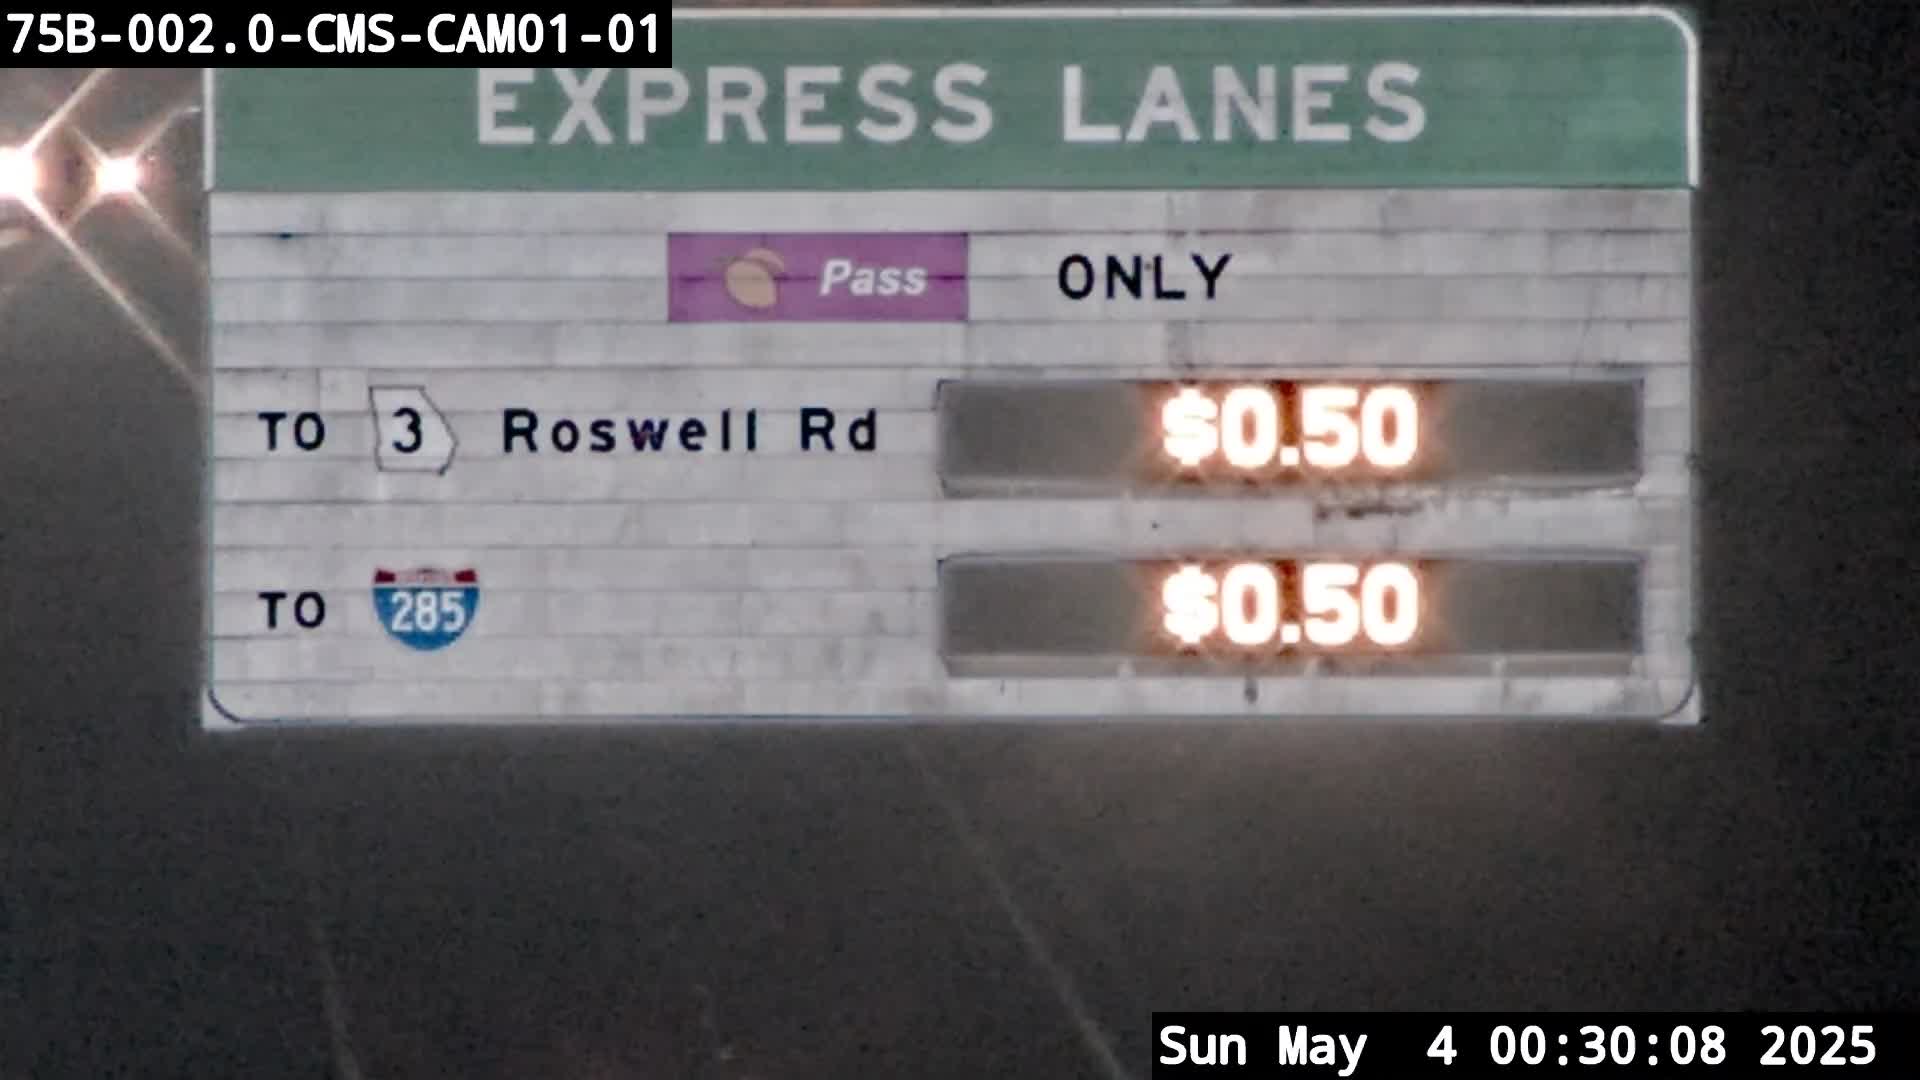 75B-002.0-CMS-CAM01-01
EXPRESS LANES
Pass ONLY
TO 3 Roswell Rd $0.50
TO 285 $0.50
Sun May 4 00:30:08 2025